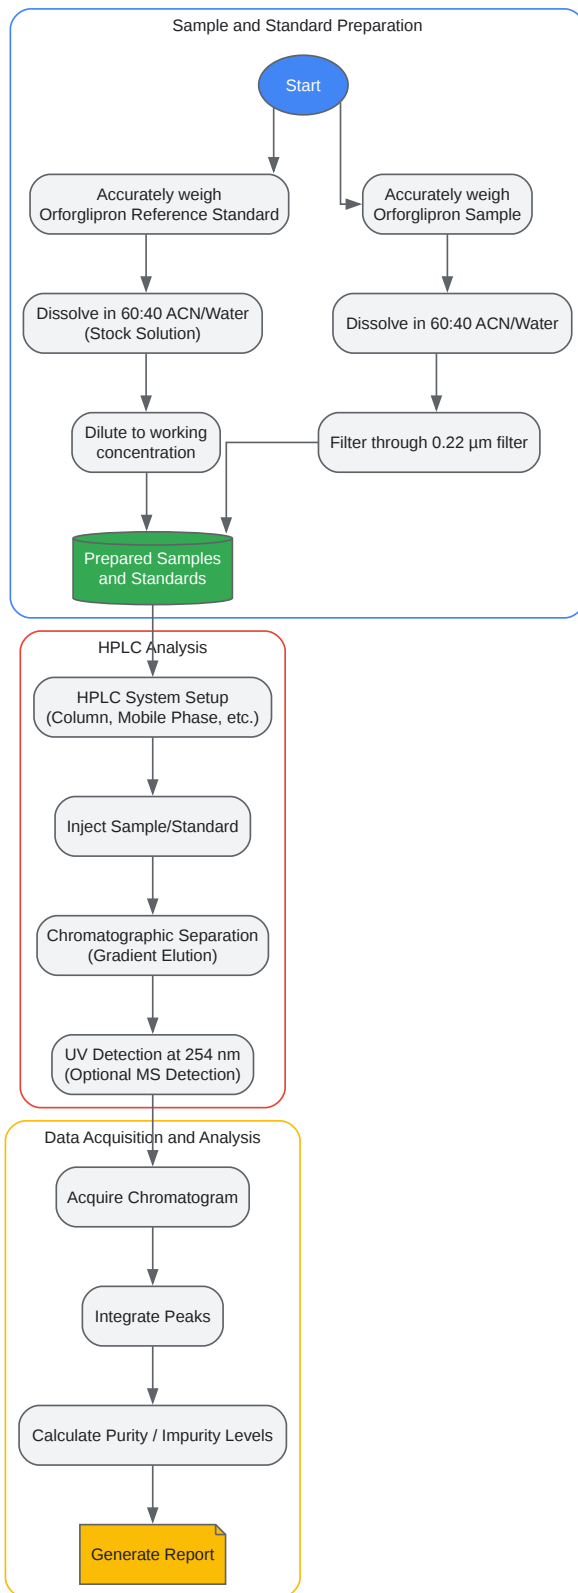 Sample and Standard Preparation
Start
Accurately weigh
Orforglipron Reference Standard
Accurately weigh
Orforglipron Sample
Dissolve in 60:40 ACN/Water
(Stock Solution)
Dissolve in 60:40 ACN/Water
Dilute to working
concentration
Filter through 0.22 µm filter
Prepared Samples
and Standards
HPLC Analysis
HPLC System Setup
(Column, Mobile Phase, etc.)
Inject Sample/Standard
Chromatographic Separation
(Gradient Elution)
UV Detection at 254 nm
(Optional MS Detection)
Data Acquisition and Analysis
Acquire Chromatogram
Integrate Peaks
Calculate Purity / Impurity Levels
Generate Report